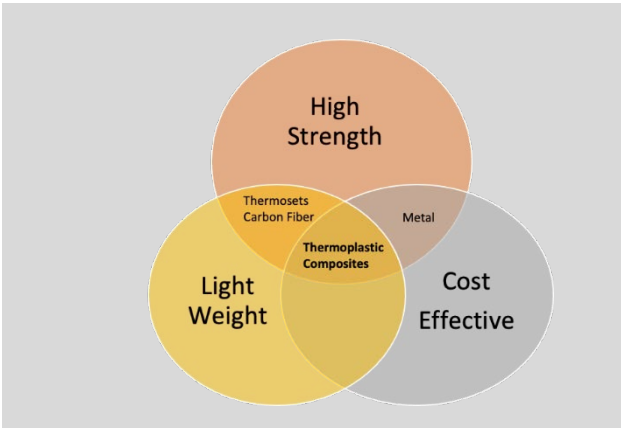 High
Strength
Thermosets
Carbon Fiber
Metal
Thermoplastic
Composites
Light
Weight
Cost
Effective